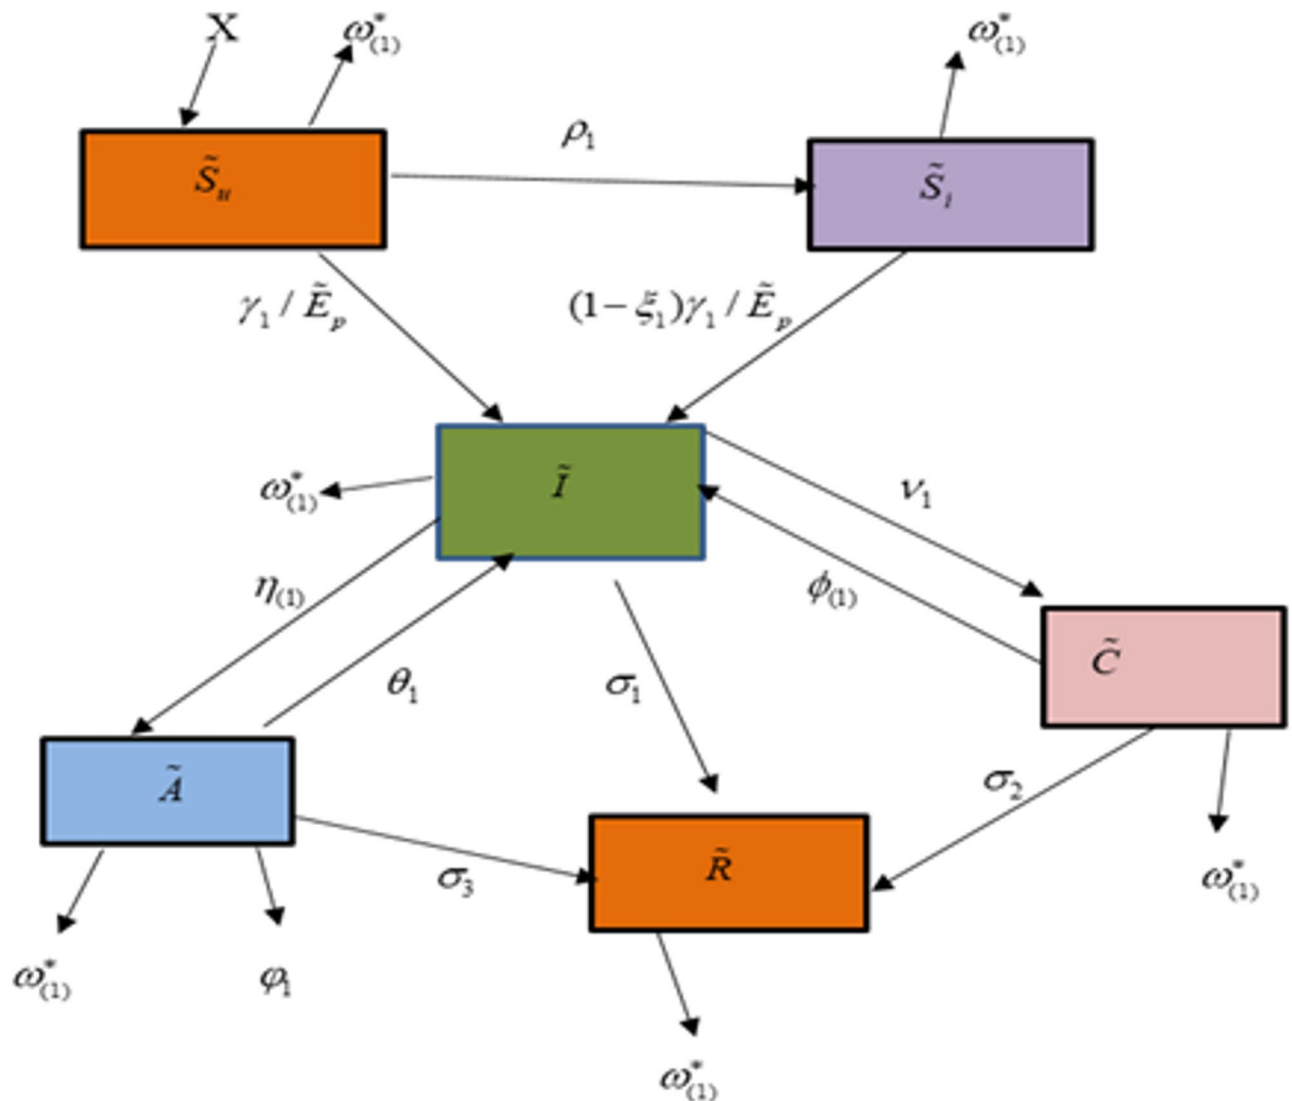 X
ω*₍₁₎
ω*₍₁₎
ρ₁
S̃ᵤ
S̃ᵢ
γ₁ / Ẽₚ
(1−ξ₁)γ₁ / Ẽₚ
Ĩ
ω*₍₁₎
ν₁
η₍₁₎
ϕ₍₁₎
θ₁
σ₁
C̃
Ã
σ₂
σ₃
R̃
ω*₍₁₎
ω*₍₁₎
φ₁
ω*₍₁₎